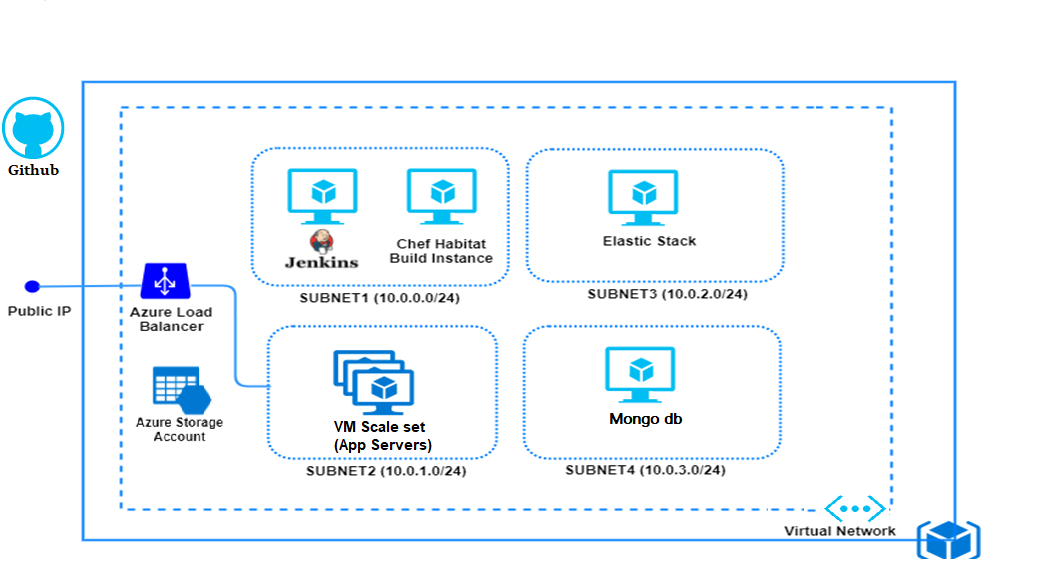 Github
Jenkins
Chef Habitat
Build Instance
SUBNET1 (10.0.0.0/24)
Elastic Stack
SUBNET3 (10.0.2.0/24)
Public IP
Azure Load
Balancer
Azure Storage
Account
VM Scale set
(App Servers)
SUBNET2 (10.0.1.0/24)
Mongo db
SUBNET4 (10.0.3.0/24)
Virtual Network